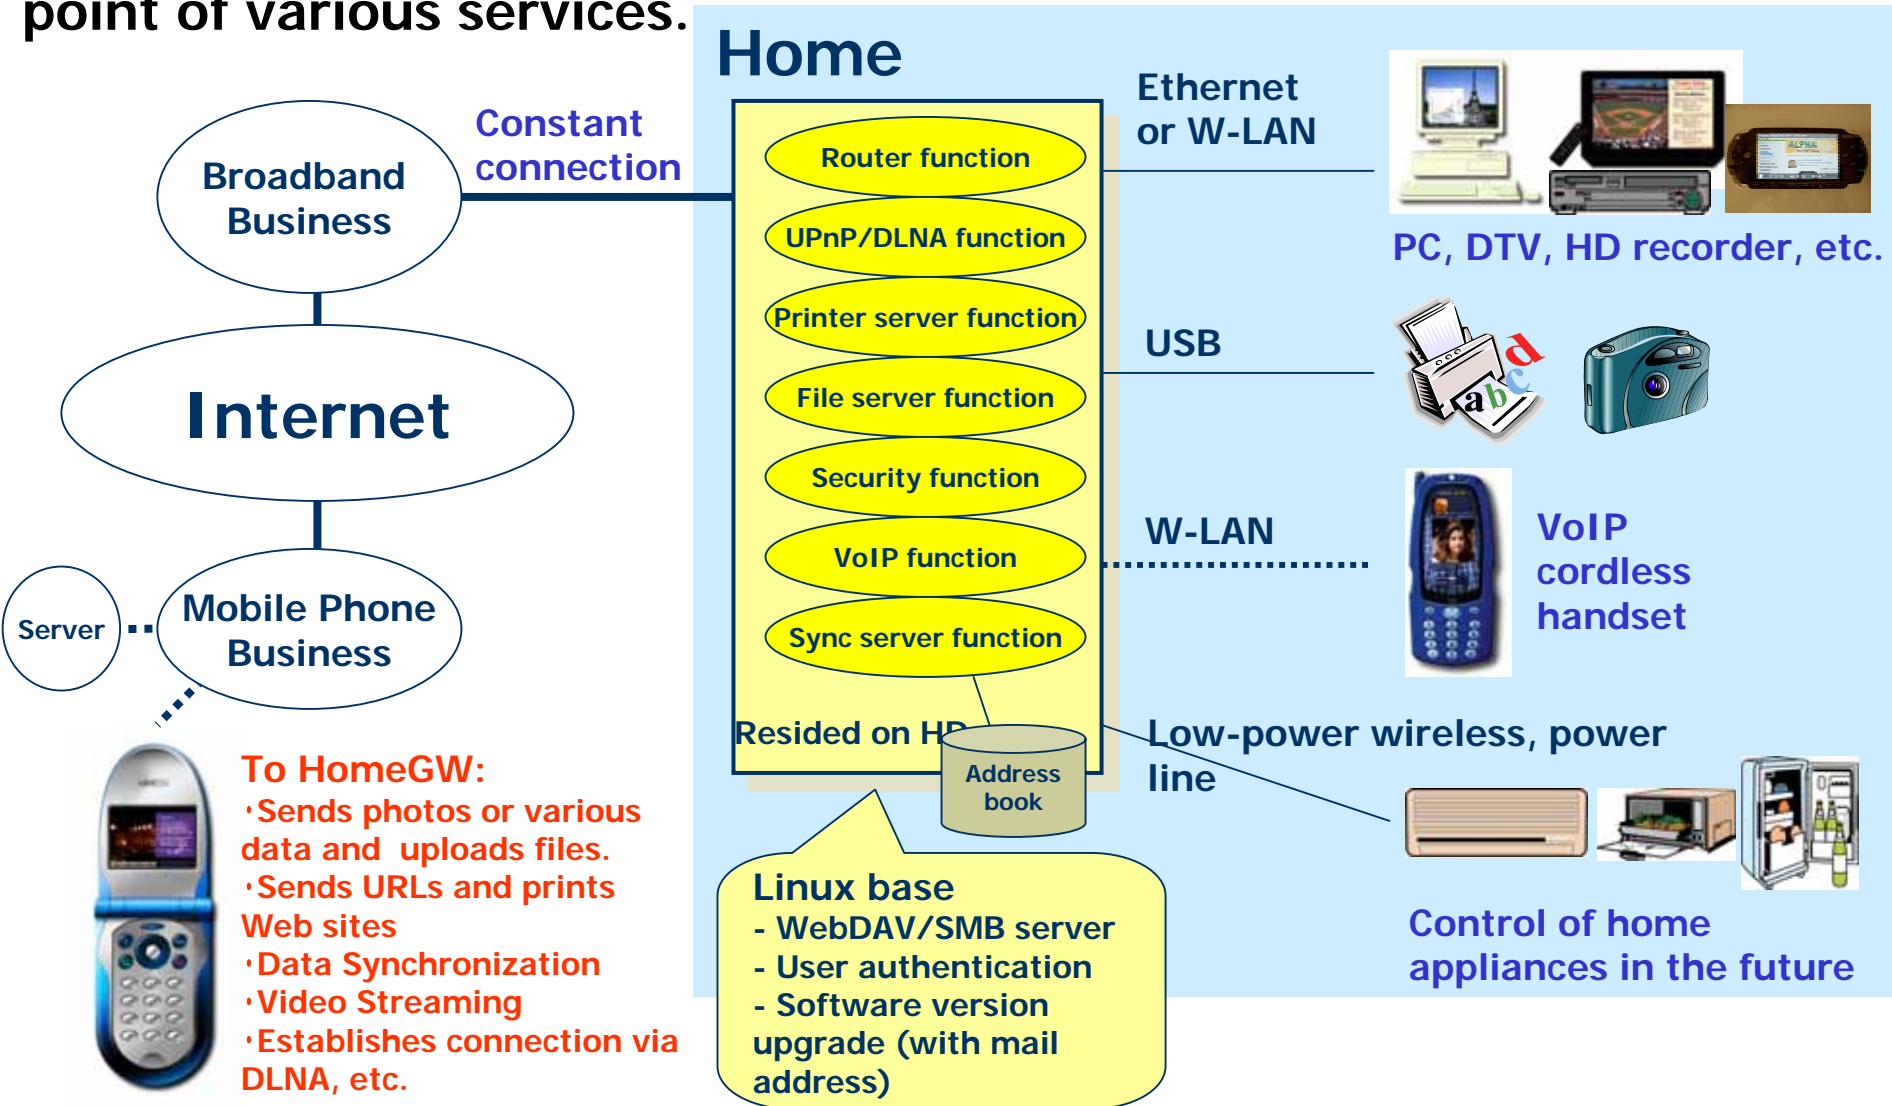 point of various services.
Home
Ethernet
or W-LAN
Constant
connection
Broadband
Business
Router function
UPnP/DLNA function
Printer server function
File server function
Security function
VoIP function
Sync server function
PC, DTV, HD recorder, etc.
USB
abcd
Internet
W-LAN
VoIP
cordless
handset
Server
Mobile Phone
Business
Resided on HD
Address
book
Low-power wireless, power
line
To HomeGW:
·Sends photos or various
data and uploads files.
·Sends URLs and prints
Web sites
·Data Synchronization
·Video Streaming
·Establishes connection via
DLNA, etc.
Linux base
- WebDAV/SMB server
- User authentication
- Software version
upgrade (with mail
address)
Control of home
appliances in the future
ALPHA